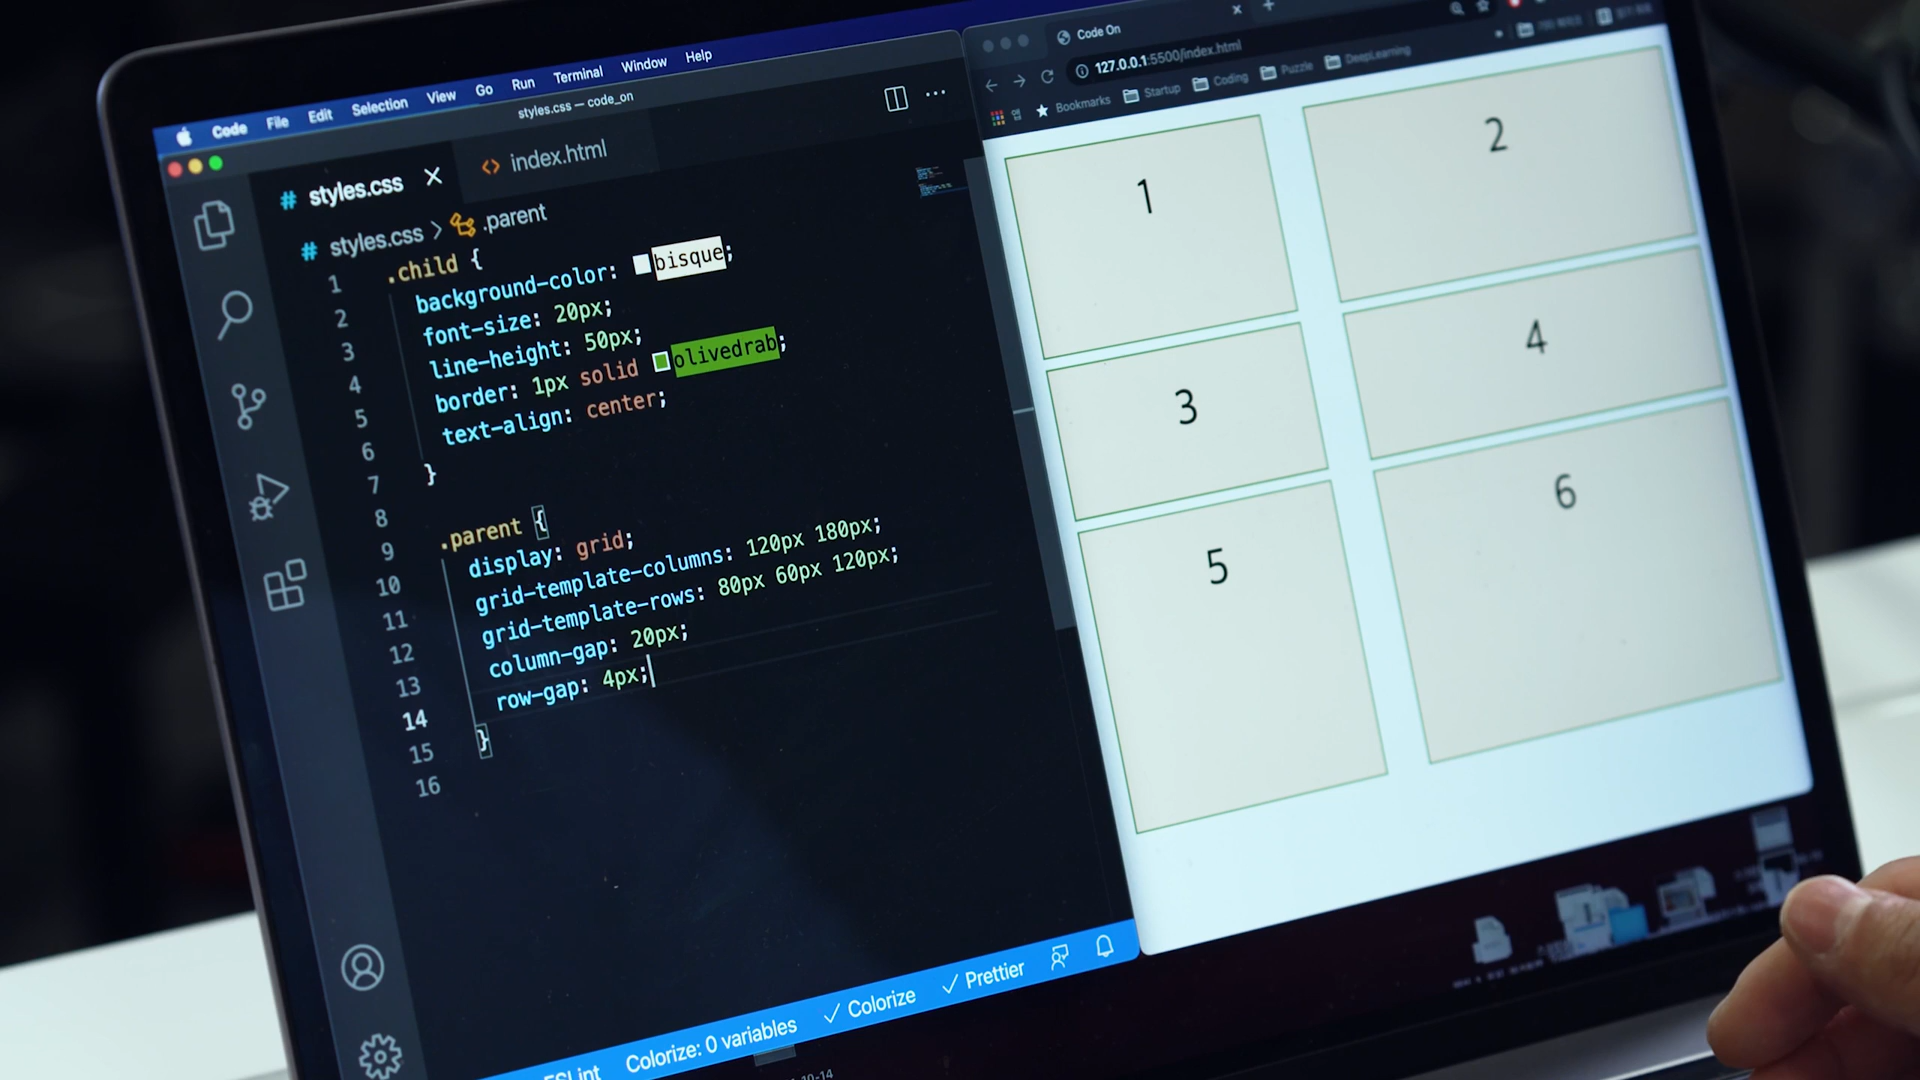 Code File Edit Selection View Go Run Terminal Window Help
styles.css — code_on
# styles.css × <> index.html
# styles.css > .parent
1 .child {
2 background-color: bisque;
3 font-size: 20px;
4 line-height: 50px;
5 border: 1px solid olivedrab;
6 text-align: center;
7 }
8
9 .parent {
10 display: grid;
11 grid-template-columns: 120px 180px;
12 grid-template-rows: 80px 60px 120px;
13 column-gap: 20px;
14 row-gap: 4px;
15 }
16
ESLint Colorize: 0 variables ✓ Colorize ✓ Prettier
Code On
127.0.0.1:5500/index.html
Bookmarks Startup Coding Puzzle DeepLearning
1 2
3 4
5 6